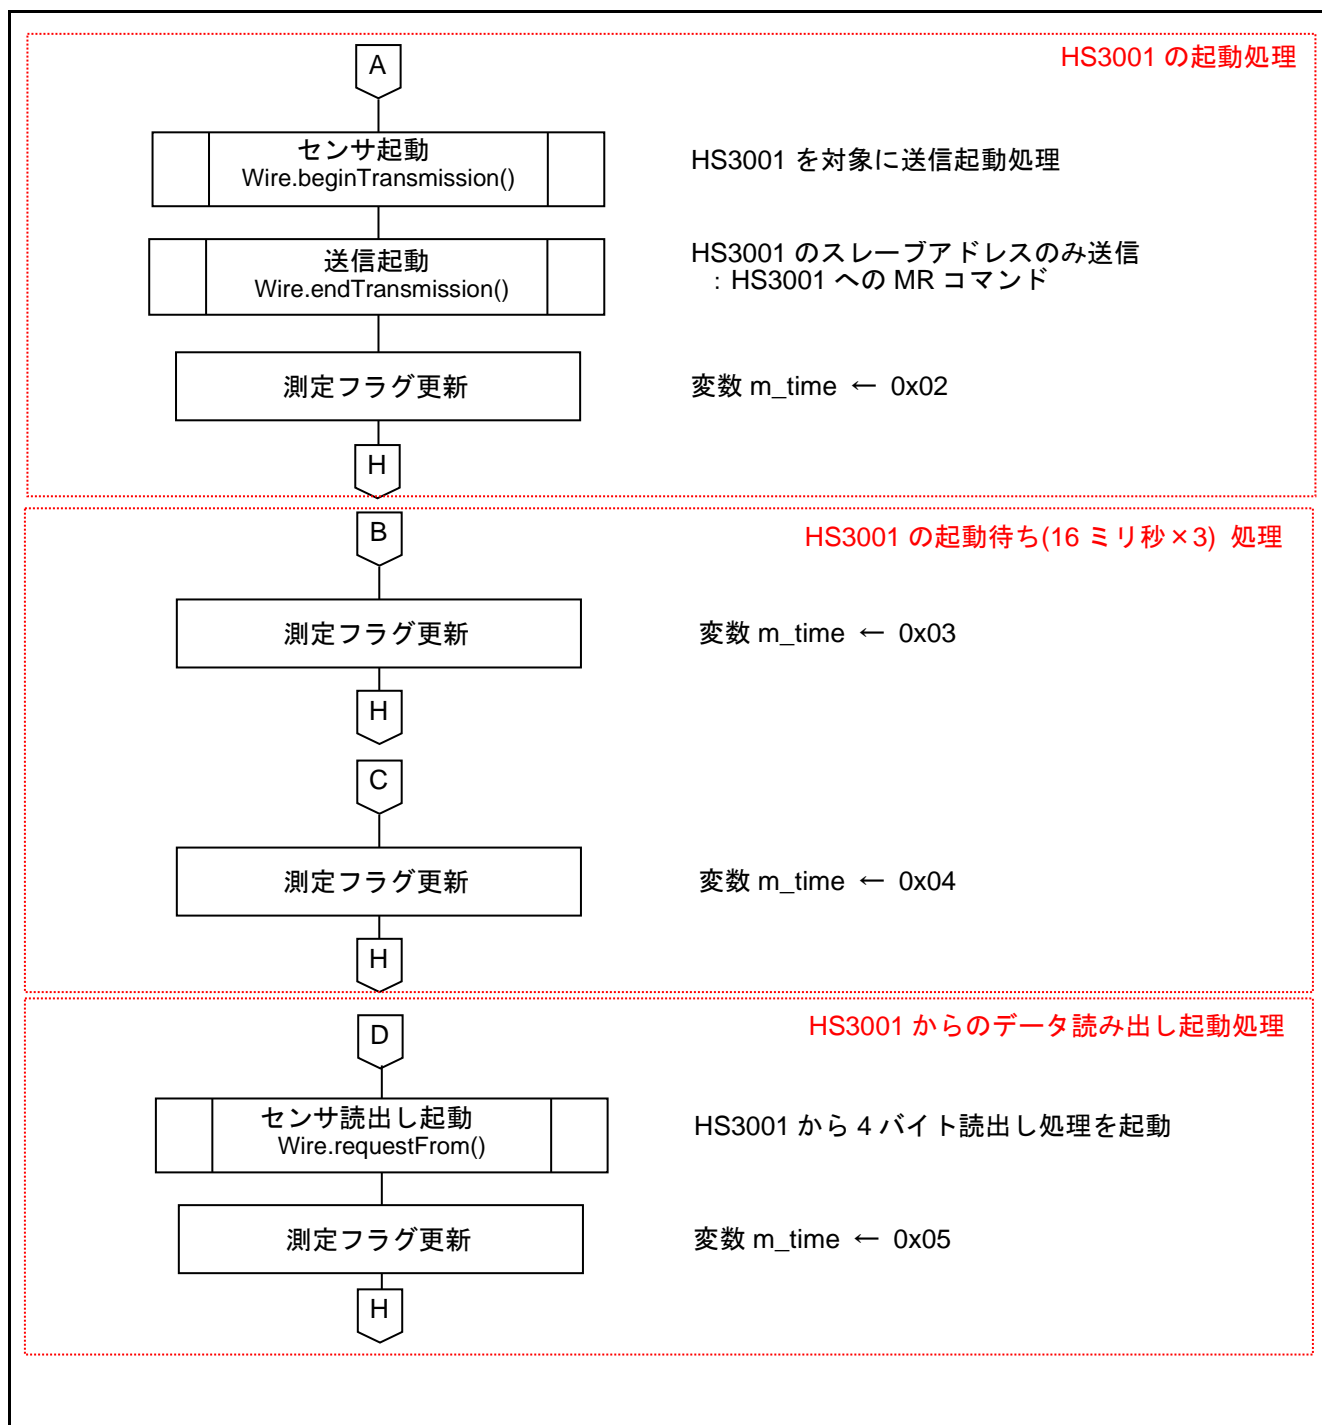 HS3001 の起動処理
A
センサ起動
Wire.beginTransmission()
HS3001 を対象に送信起動処理
送信起動
Wire.endTransmission()
HS3001 のスレーブアドレスのみ送信
：HS3001 への MR コマンド
測定フラグ更新
変数 m_time ← 0x02
H
B
HS3001 の起動待ち(16 ミリ秒×3) 処理
測定フラグ更新
変数 m_time ← 0x03
H
C
測定フラグ更新
変数 m_time ← 0x04
H
D
HS3001 からのデータ読み出し起動処理
センサ読出し起動
Wire.requestFrom()
HS3001 から 4 バイト読出し処理を起動
測定フラグ更新
変数 m_time ← 0x05
H